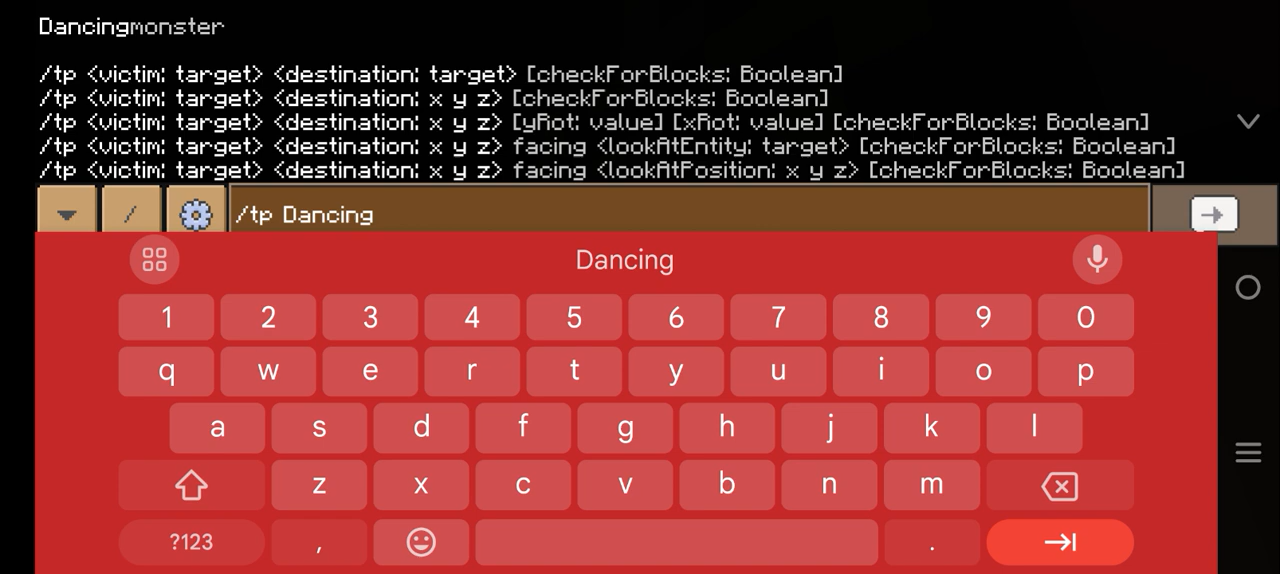 Dancingmonster
/tp <victim: target> <destination: target> [checkForBlocks: Boolean]
/tp <victim: target> <destination: x y z> [checkForBlocks: Boolean]
/tp <victim: target> <destination: x y z> [yRot: value] [xRot: value] [checkForBlocks: Boolean]
/tp <victim: target> <destination: x y z> facing <lookAtEntity: target> [checkForBlocks: Boolean]
/tp <victim: target> <destination: x y z> facing <lookAtPosition: x y z> [checkForBlocks: Boolean]
/ /tp Dancing
Dancing
1 2 3 4 5 6 7 8 9 0
q w e r t y u i o p
a s d f g h j k l
z x c v b n m
?123 , .